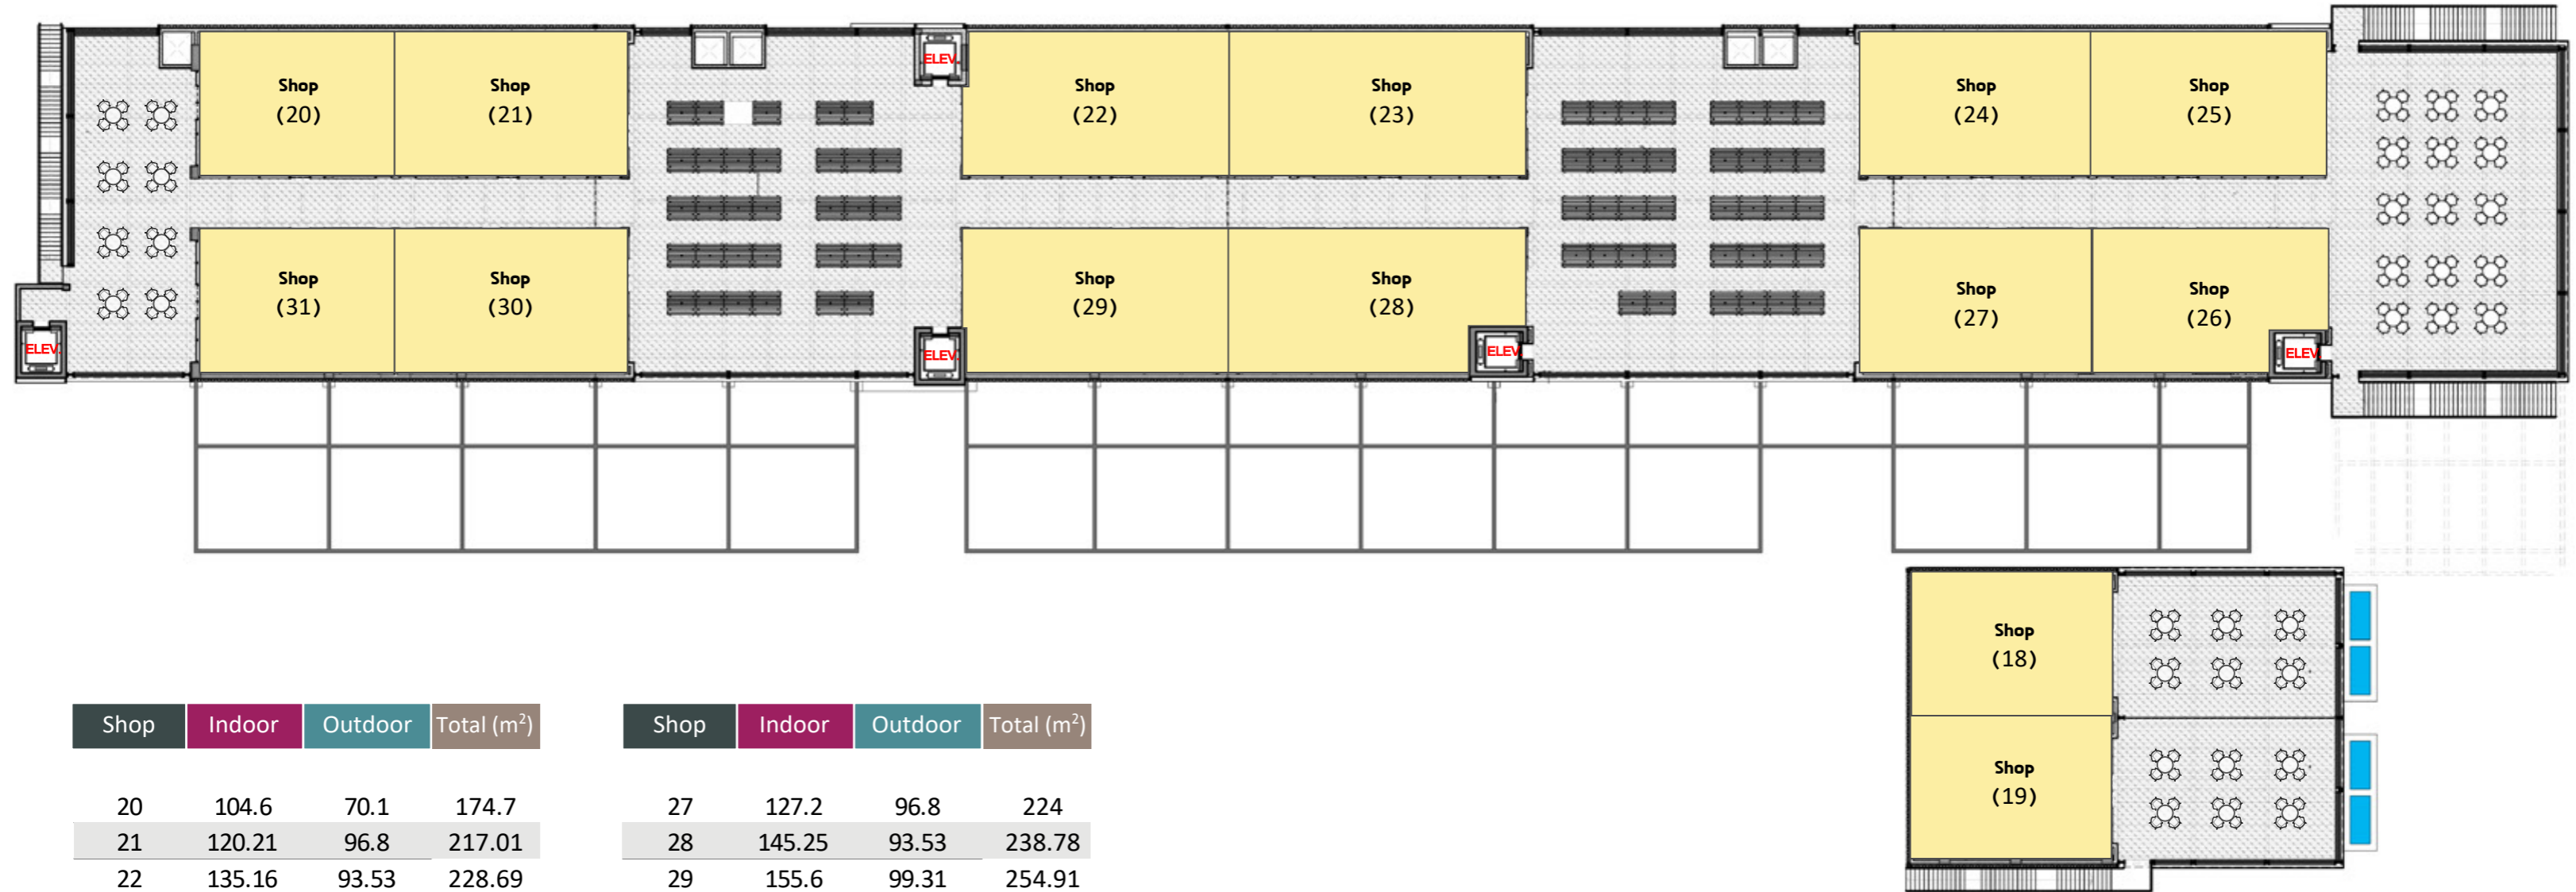 ELEV.
Shop
(20)
Shop
(21)
Shop
(22)
Shop
(23)
Shop
(24)
Shop
(25)
Shop
(31)
Shop
(30)
Shop
(29)
Shop
(28)
Shop
(27)
Shop
(26)
ELEV.
ELEV.
ELEV
ELEV
Shop
(18)
Shop
(19)
Shop Indoor Outdoor Total (m²)
20 104.6 70.1 174.7
21 120.21 96.8 217.01
22 135.16 93.53 228.69
Shop Indoor Outdoor Total (m²)
27 127.2 96.8 224
28 145.25 93.53 238.78
29 155.6 99.31 254.91